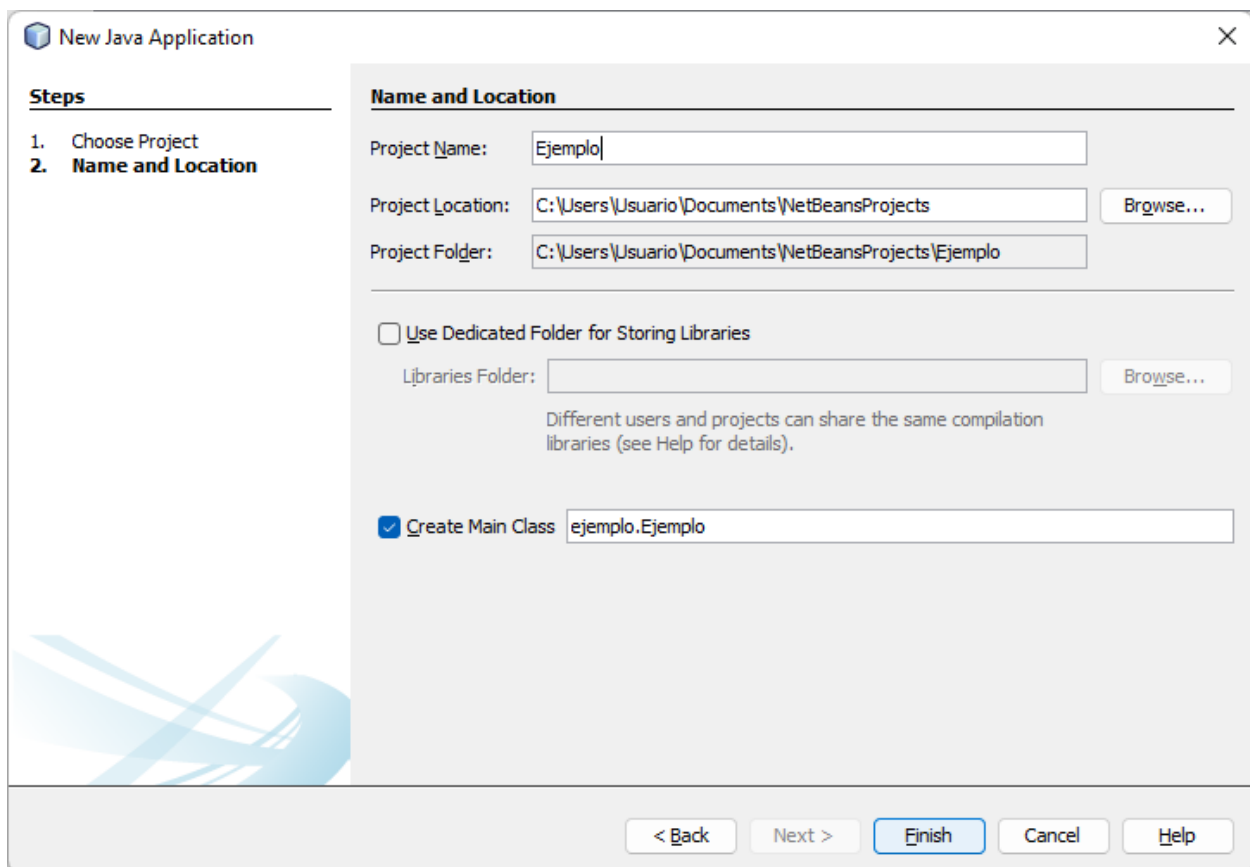 New Java Application
Steps
1. Choose Project
2. Name and Location
Name and Location
Project Name: Ejemplo
Project Location: C:\Users\Usuario\Documents\NetBeansProjects Browse...
Project Folder: C:\Users\Usuario\Documents\NetBeansProjects\Ejemplo
Use Dedicated Folder for Storing Libraries
Libraries Folder: Browse...
Different users and projects can share the same compilation
libraries (see Help for details).
Create Main Class ejemplo.Ejemplo
< Back Next > Finish Cancel Help